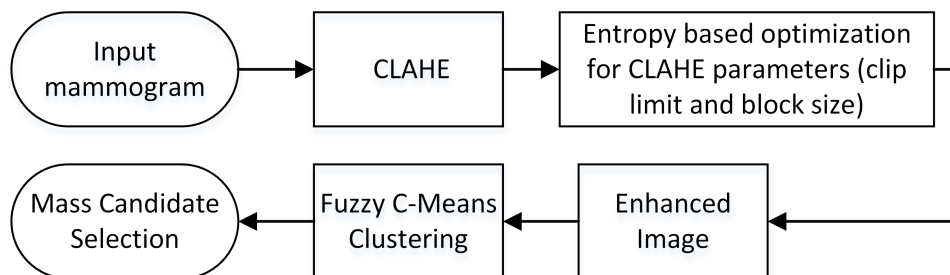 Input
mammogram
CLAHE
Entropy based optimization
for CLAHE parameters (clip
limit and block size)
Mass Candidate
Selection
Fuzzy C-Means
Clustering
Enhanced
Image